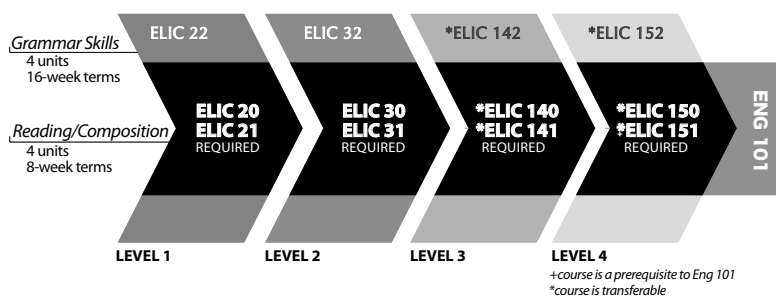 Grammar Skills
4 units
16-week terms
Reading/Composition
4 units
8-week terms
ELIC 22
ELIC 20
ELIC 21
REQUIRED
LEVEL 1
ELIC 32
ELIC 30
ELIC 31
REQUIRED
LEVEL 2
*ELIC 142
*ELIC 140
*ELIC 141
REQUIRED
LEVEL 3
*ELIC 152
*ELIC 150
*ELIC 151
REQUIRED
LEVEL 4
ENG 101
+course is a prerequisite to Eng 101
*course is transferable